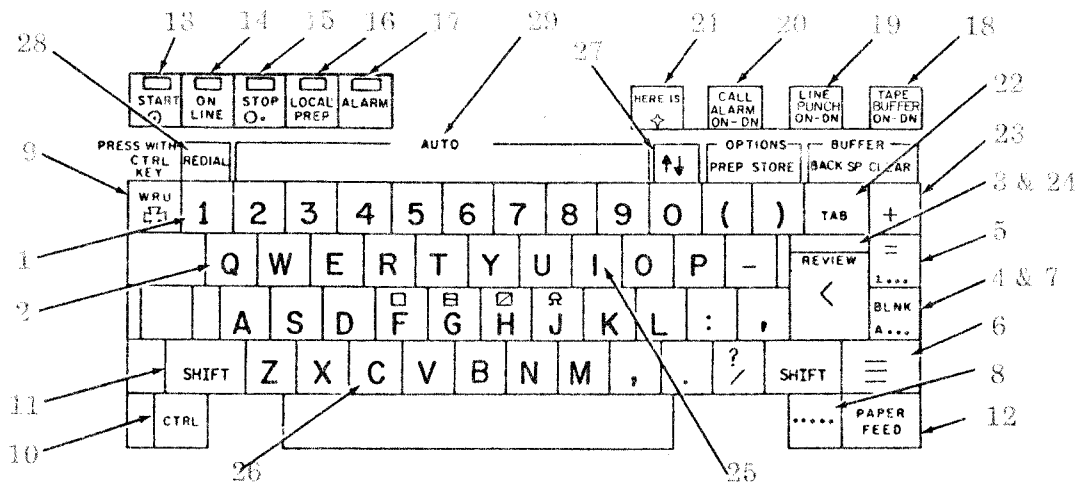 13 14 15 16 17 29 21 20 19 18
28 27 22
START ON LINE STOP LOCAL PREP ALARM HERE IS CALL ALARM ON-DN LINE PUNCH ON-DN TAPE BUFFER ON-DN
PRESS WITH CTRL KEY REDIAL AUTO OPTIONS PREP STORE BUFFER BACK SP CLEAR
9 23
3 & 24
WRU 1 2 3 4 5 6 7 8 9 0 ( ) TAB +
1 5
Q W E R T Y U I O P - REVIEW < = 1...
2 4 & 7
A S D F G H J K L : , BLNK A...
6
SHIFT Z X C V B N M , . ? / SHIFT
11 8
CTRL ..... PAPER FEED
10 12
26 25